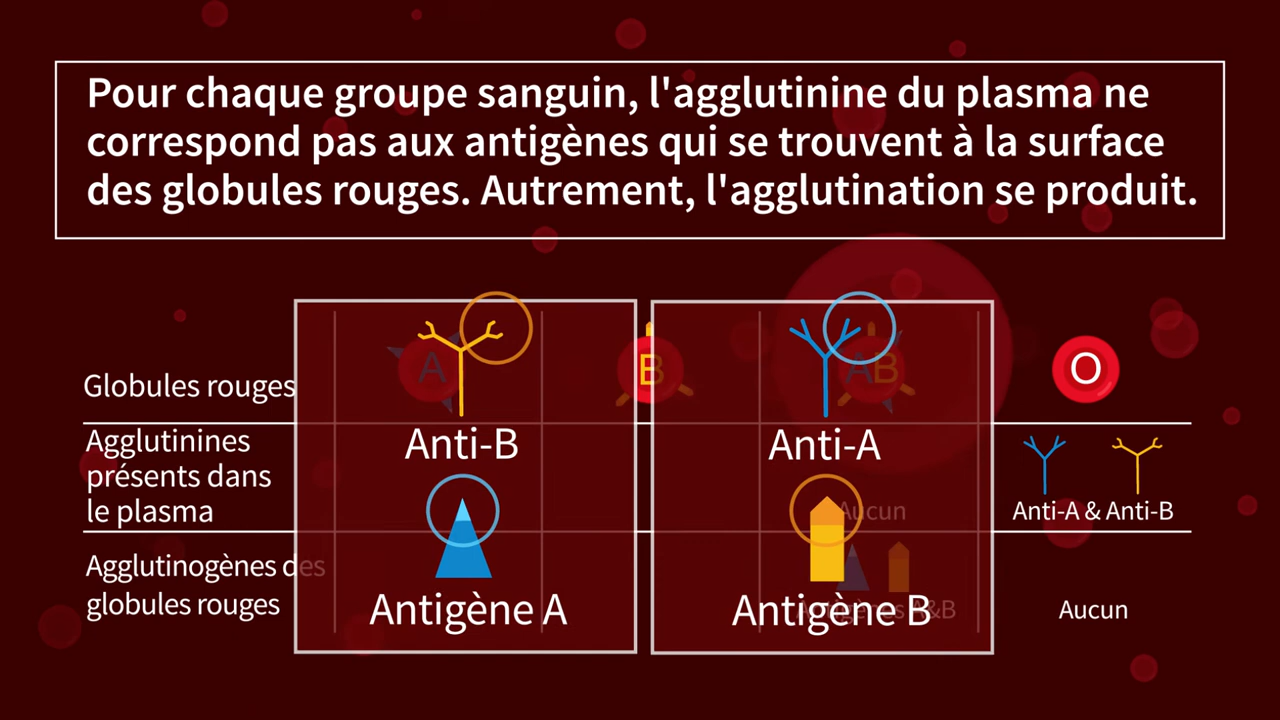 Pour chaque groupe sanguin, l'agglutinine du plasma ne
correspond pas aux antigènes qui se trouvent à la surface
des globules rouges. Autrement, l'agglutination se produit.
Globules rouges
A
B
AB
O
Agglutinines
présents dans
le plasma
Anti-B
Anti-A
Aucun
Anti-A & Anti-B
Agglutinogènes des
globules rouges
Antigène A
Antigène B
Antigènes A&B
Aucun